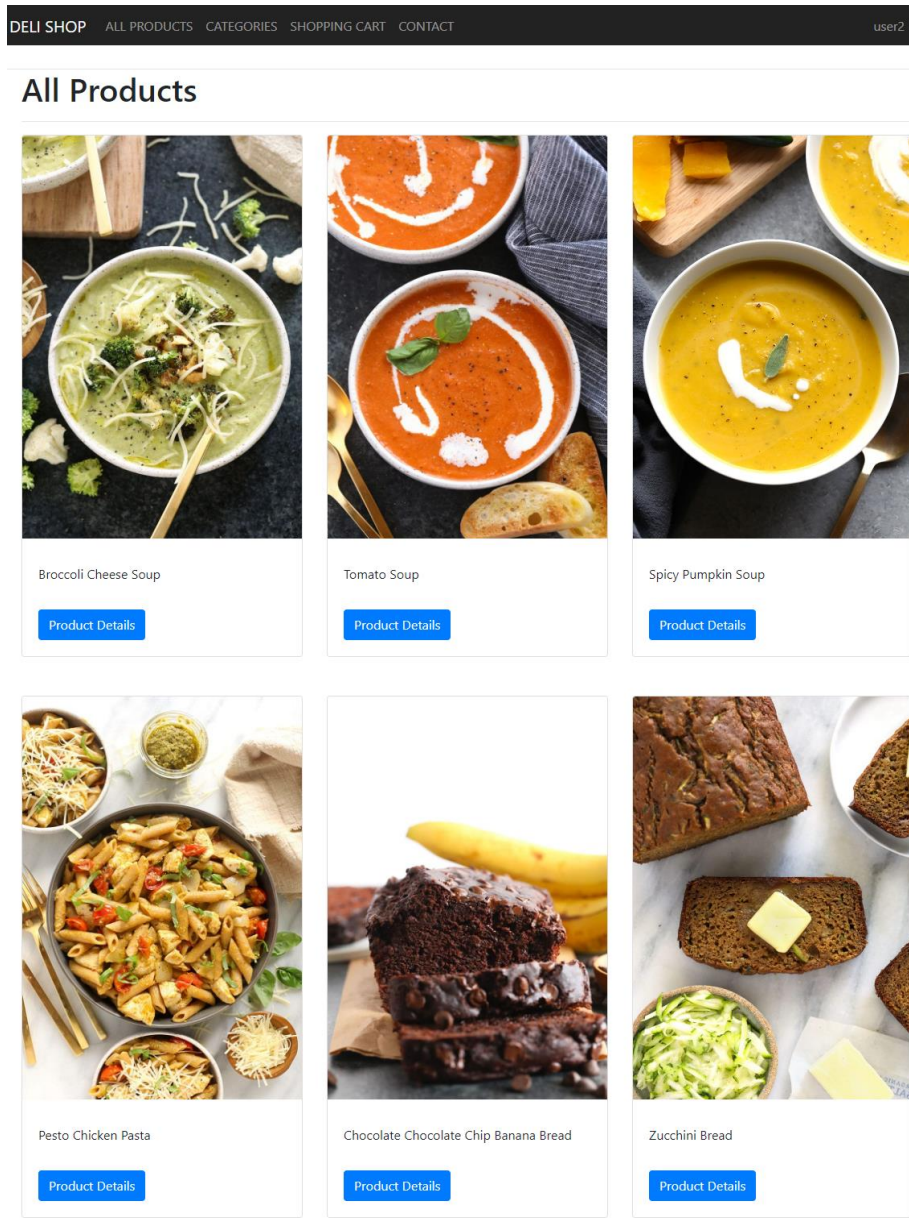 DELI SHOP ALL PRODUCTS CATEGORIES SHOPPING CART CONTACT user2
All Products
Broccoli Cheese Soup Tomato Soup Spicy Pumpkin Soup
Product Details Product Details Product Details
Pesto Chicken Pasta Chocolate Chocolate Chip Banana Bread Zucchini Bread
Product Details Product Details Product Details